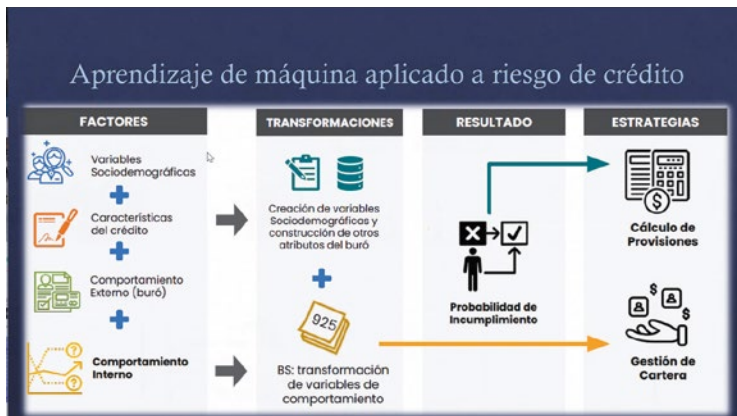 Aprendizaje de máquina aplicado a riesgo de crédito
FACTORES
Variables
Sociodemográficas
Características
del crédito
Comportamiento
Externo (buró)
Comportamiento
Interno
TRANSFORMACIONES
Creación de variables
Sociodemográficas y
construcción de otros
atributos del buró
925
BS: transformación
de variables de
comportamiento
RESULTADO
Probabilidad de
Incumplimiento
ESTRATEGIAS
Cálculo de
Provisiones
Gestión de
Cartera